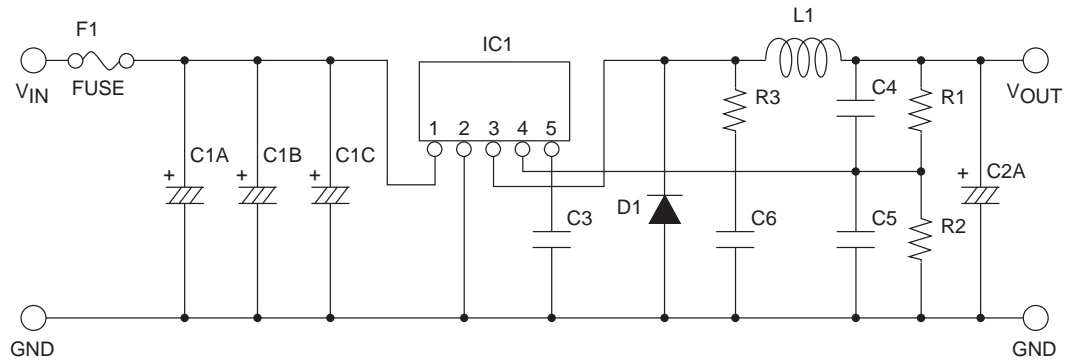 F1
FUSE
VIN
IC1
1 2 3 4 5
L1
VOUT
C1A
C1B
C1C
C3
D1
R3
C6
C4
C5
R1
R2
C2A
+
+
+
+
GND
GND